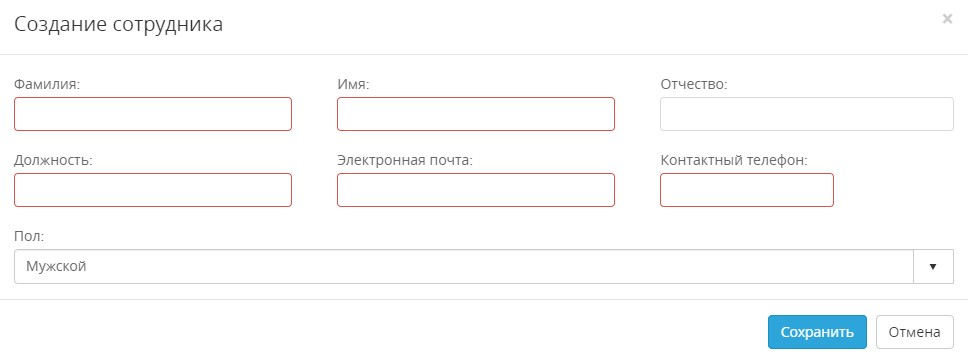 Создание сотрудника ×
Фамилия: Имя: Отчество:
Должность: Электронная почта: Контактный телефон:
Пол:
Мужской
Сохранить Отмена